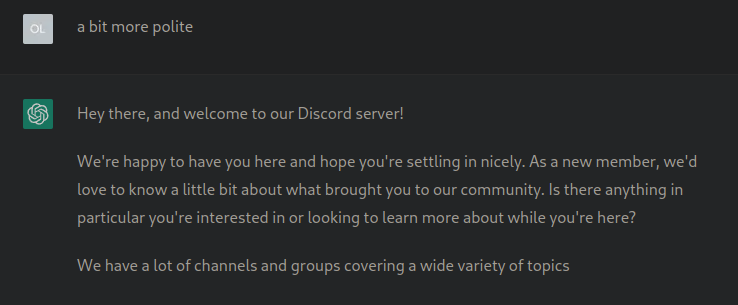 OL
a bit more polite
Hey there, and welcome to our Discord server!
We're happy to have you here and hope you're settling in nicely. As a new member, we'd
love to know a little bit about what brought you to our community. Is there anything in
particular you're interested in or looking to learn more about while you're here?
We have a lot of channels and groups covering a wide variety of topics